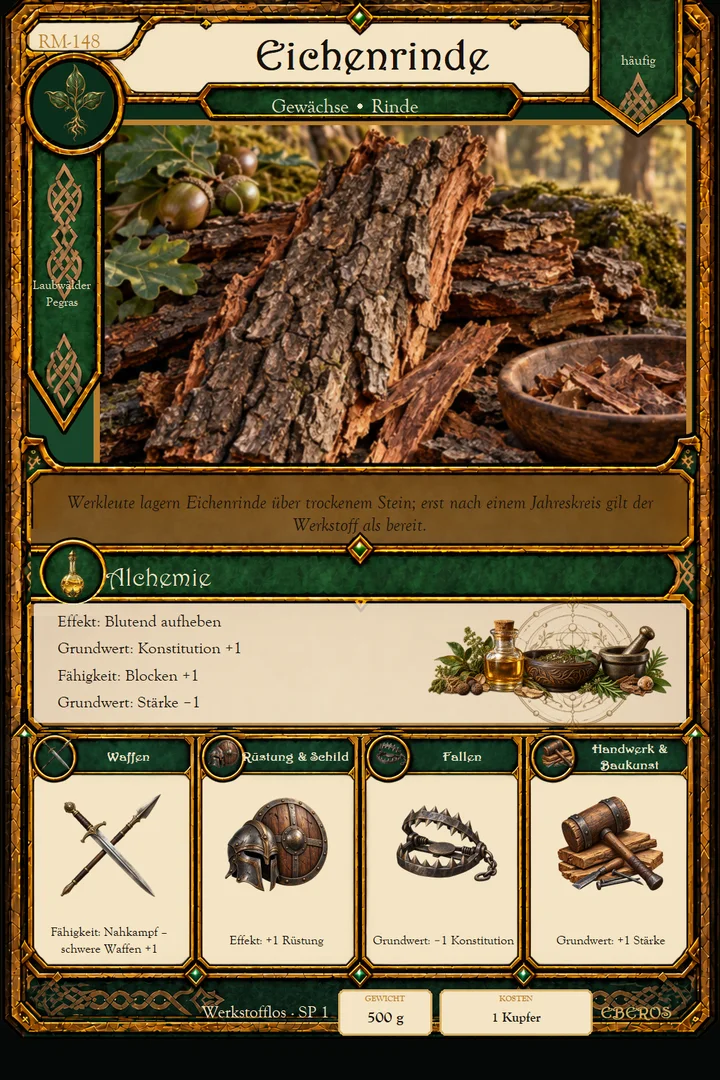 RM-148
Eichenrinde
häufig
Gewächse • Rinde
Laubwälder
Pegras
Werkleute lagern Eichenrinde über trockenem Stein; erst nach einem Jahreskreis gilt der
Werkstoff als bereit.
Alchemie
Effekt: Blutend aufheben
Grundwert: Konstitution +1
Fähigkeit: Blocken +1
Grundwert: Stärke −1
Waffen
Rüstung & Schild
Fallen
Handwerk &
Baukunst
Fähigkeit: Nahkampf –
schwere Waffen +1
Effekt: +1 Rüstung
Grundwert: −1 Konstitution
Grundwert: +1 Stärke
Werkstofflos · SP 1
GEWICHT
500 g
KOSTEN
1 Kupfer
EBEROS